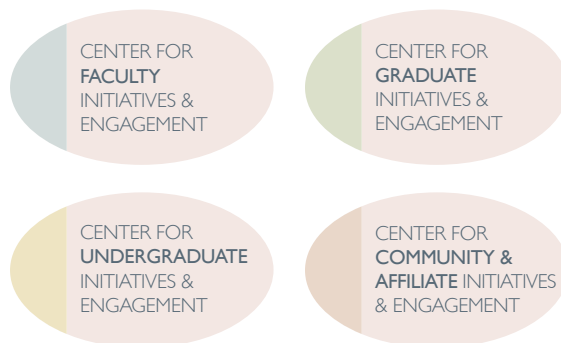 CENTER FOR
FACULTY
INITIATIVES &
ENGAGEMENT
CENTER FOR
GRADUATE
INITIATIVES &
ENGAGEMENT
CENTER FOR
UNDERGRADUATE
INITIATIVES &
ENGAGEMENT
CENTER FOR
COMMUNITY &
AFFILIATE INITIATIVES
& ENGAGEMENT